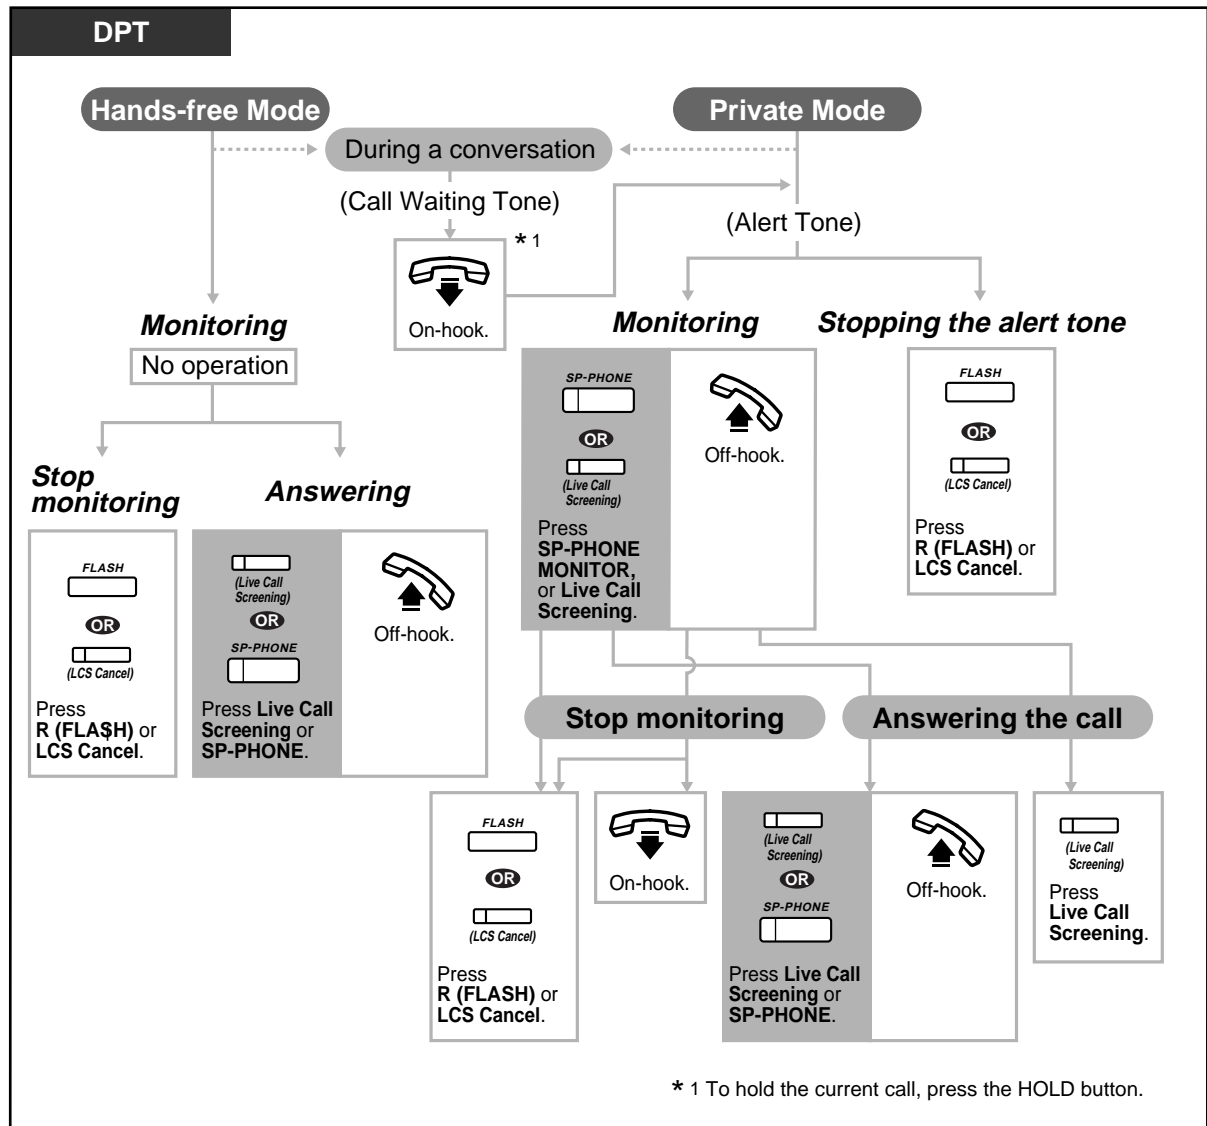 DPT
Hands-free Mode
Private Mode
During a conversation
(Call Waiting Tone)
(Alert Tone)
* 1
On-hook.
Monitoring
No operation
Monitoring
Stopping the alert tone
SP-PHONE
OR
(Live Call
Screening)
Press
SP-PHONE
MONITOR,
or Live Call
Screening.
Off-hook.
FLASH
OR
(LCS Cancel)
Press
R (FLASH) or
LCS Cancel.
Stop
monitoring
Answering
FLASH
OR
(LCS Cancel)
Press
R (FLA$H) or
LCS Cancel.
(Live Call
Screening)
OR
SP-PHONE
Press Live Call
Screening or
SP-PHONE.
Off-hook.
Stop monitoring
Answering the call
FLASH
OR
(LCS Cancel)
Press
R (FLASH) or
LCS Cancel.
On-hook.
(Live Call
Screening)
OR
SP-PHONE
Press Live Call
Screening or
SP-PHONE.
Off-hook.
(Live Call
Screening)
Press
Live Call
Screening.
* 1 To hold the current call, press the HOLD button.